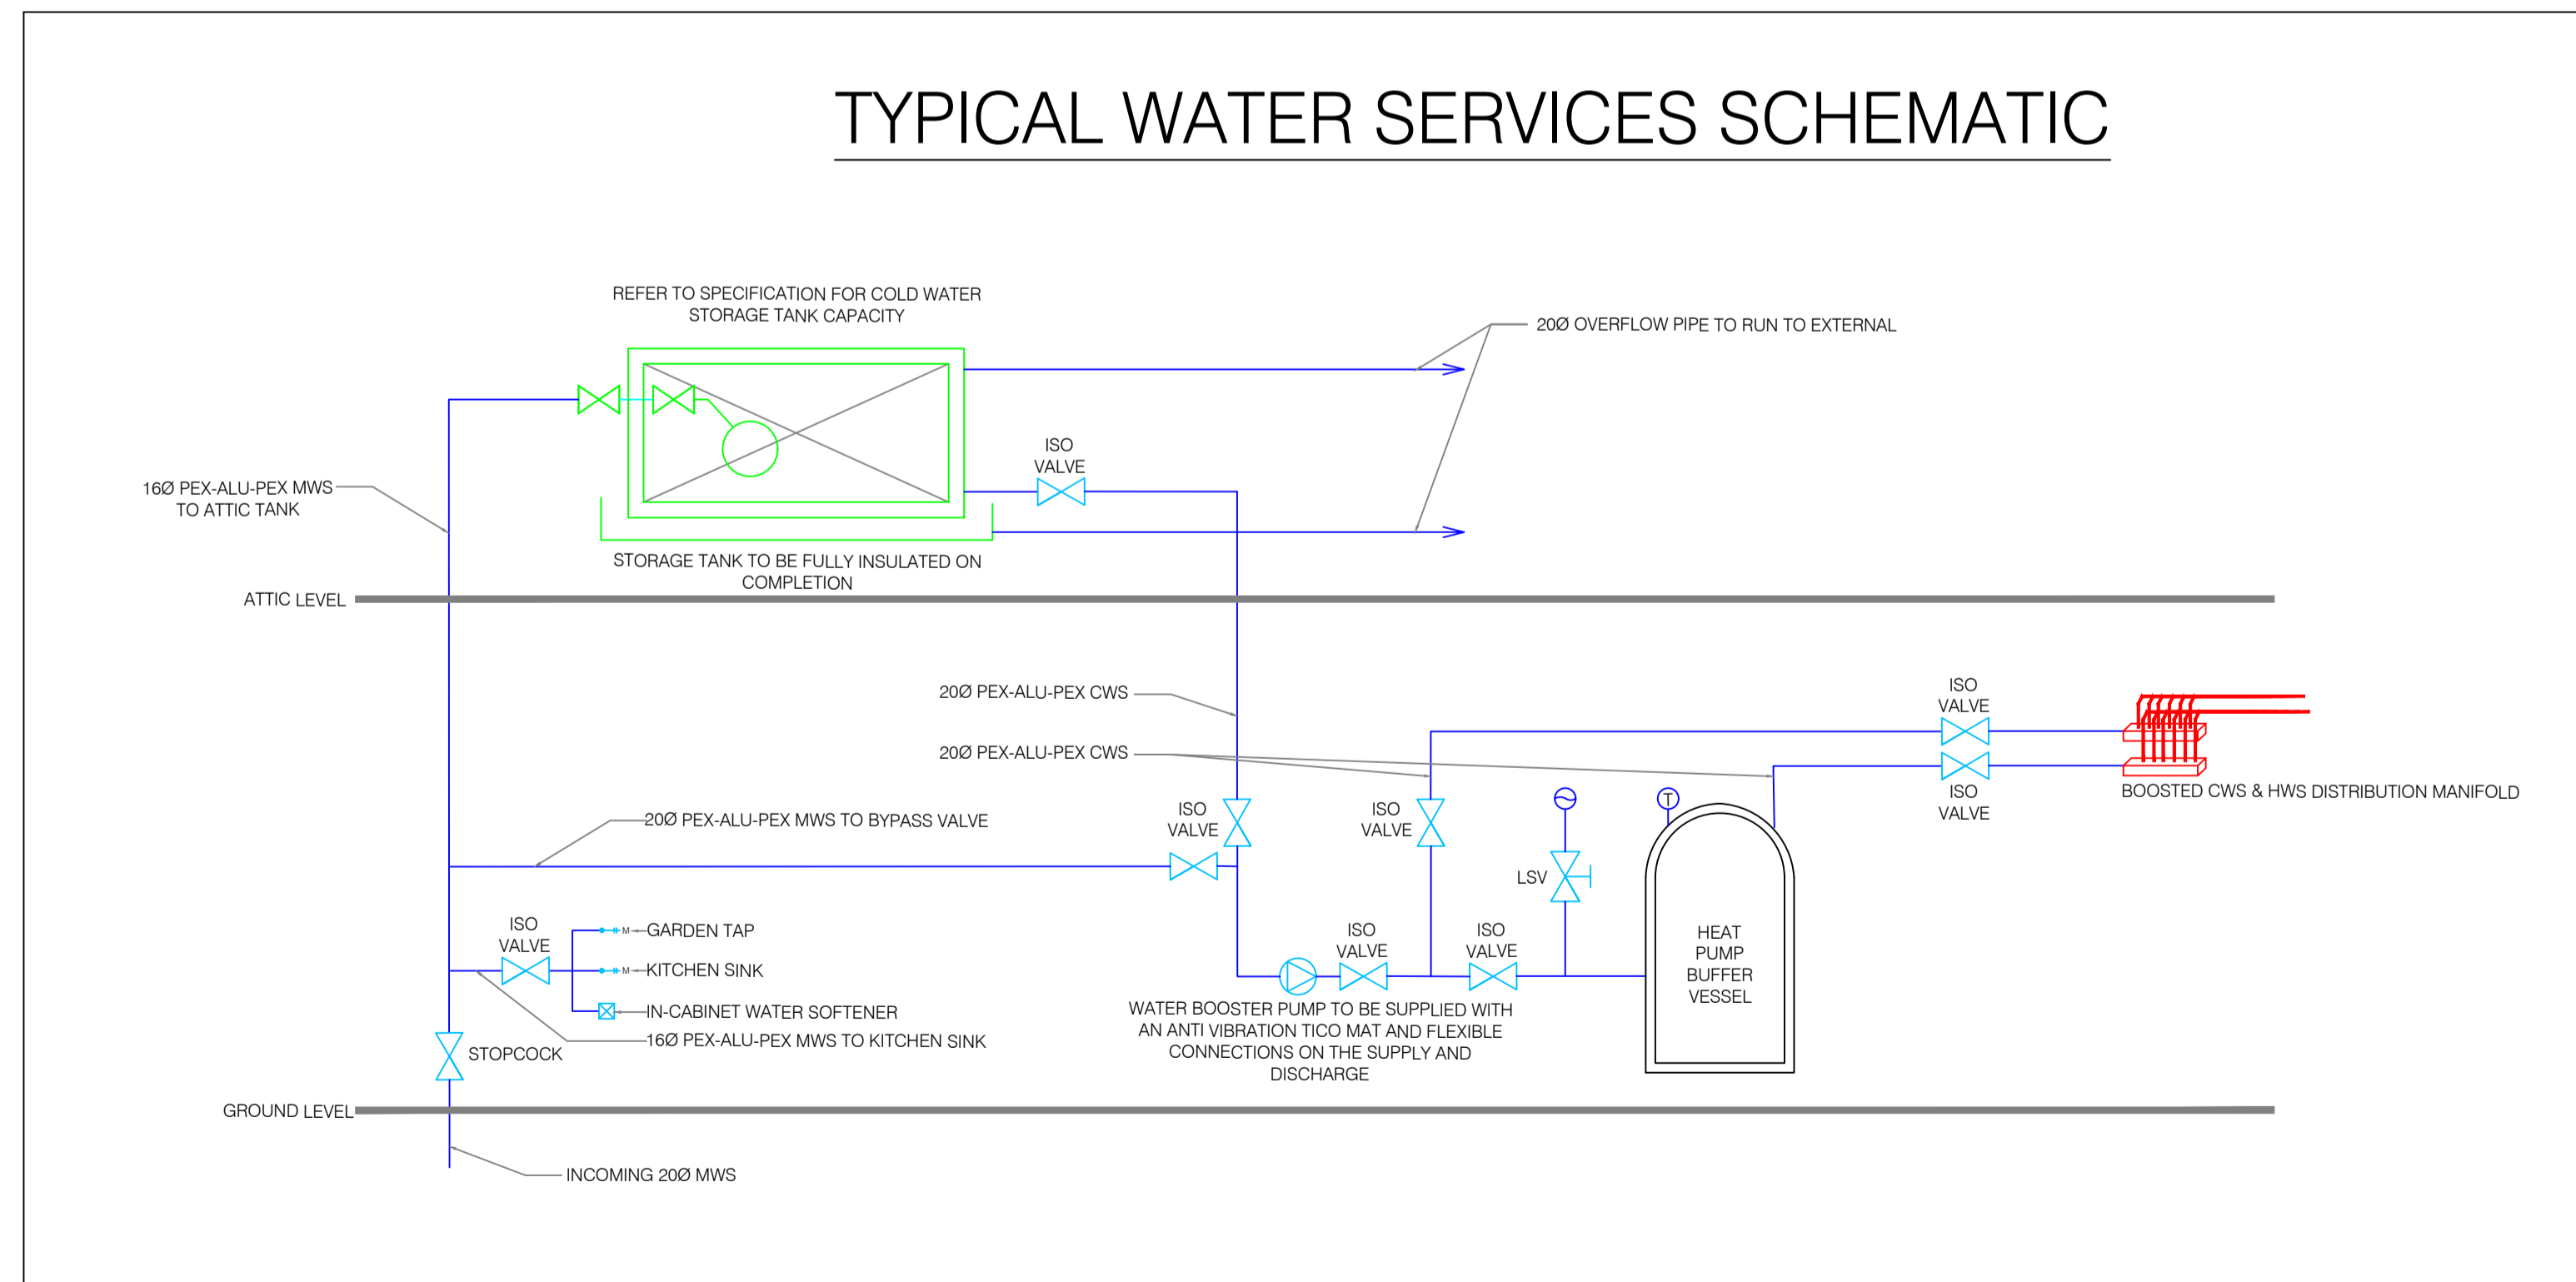 TYPICAL WATER SERVICES SCHEMATIC
REFER TO SPECIFICATION FOR COLD WATER
STORAGE TANK CAPACITY
20Ø OVERFLOW PIPE TO RUN TO EXTERNAL
ISO
VALVE
16Ø PEX-ALU-PEX MWS
TO ATTIC TANK
STORAGE TANK TO BE FULLY INSULATED ON
COMPLETION
ATTIC LEVEL
20Ø PEX-ALU-PEX CWS
ISO
VALVE
20Ø PEX-ALU-PEX CWS
ISO
VALVE
BOOSTED CWS & HWS DISTRIBUTION MANIFOLD
T
ISO
VALVE
ISO
VALVE
20Ø PEX-ALU-PEX MWS TO BYPASS VALVE
LSV
ISO
VALVE
M
GARDEN TAP
M
KITCHEN SINK
IN-CABINET WATER SOFTENER
16Ø PEX-ALU-PEX MWS TO KITCHEN SINK
ISO
VALVE
ISO
VALVE
HEAT
PUMP
BUFFER
VESSEL
WATER BOOSTER PUMP TO BE SUPPLIED WITH
AN ANTI VIBRATION TICO MAT AND FLEXIBLE
CONNECTIONS ON THE SUPPLY AND
DISCHARGE
STOPCOCK
GROUND LEVEL
INCOMING 20Ø MWS